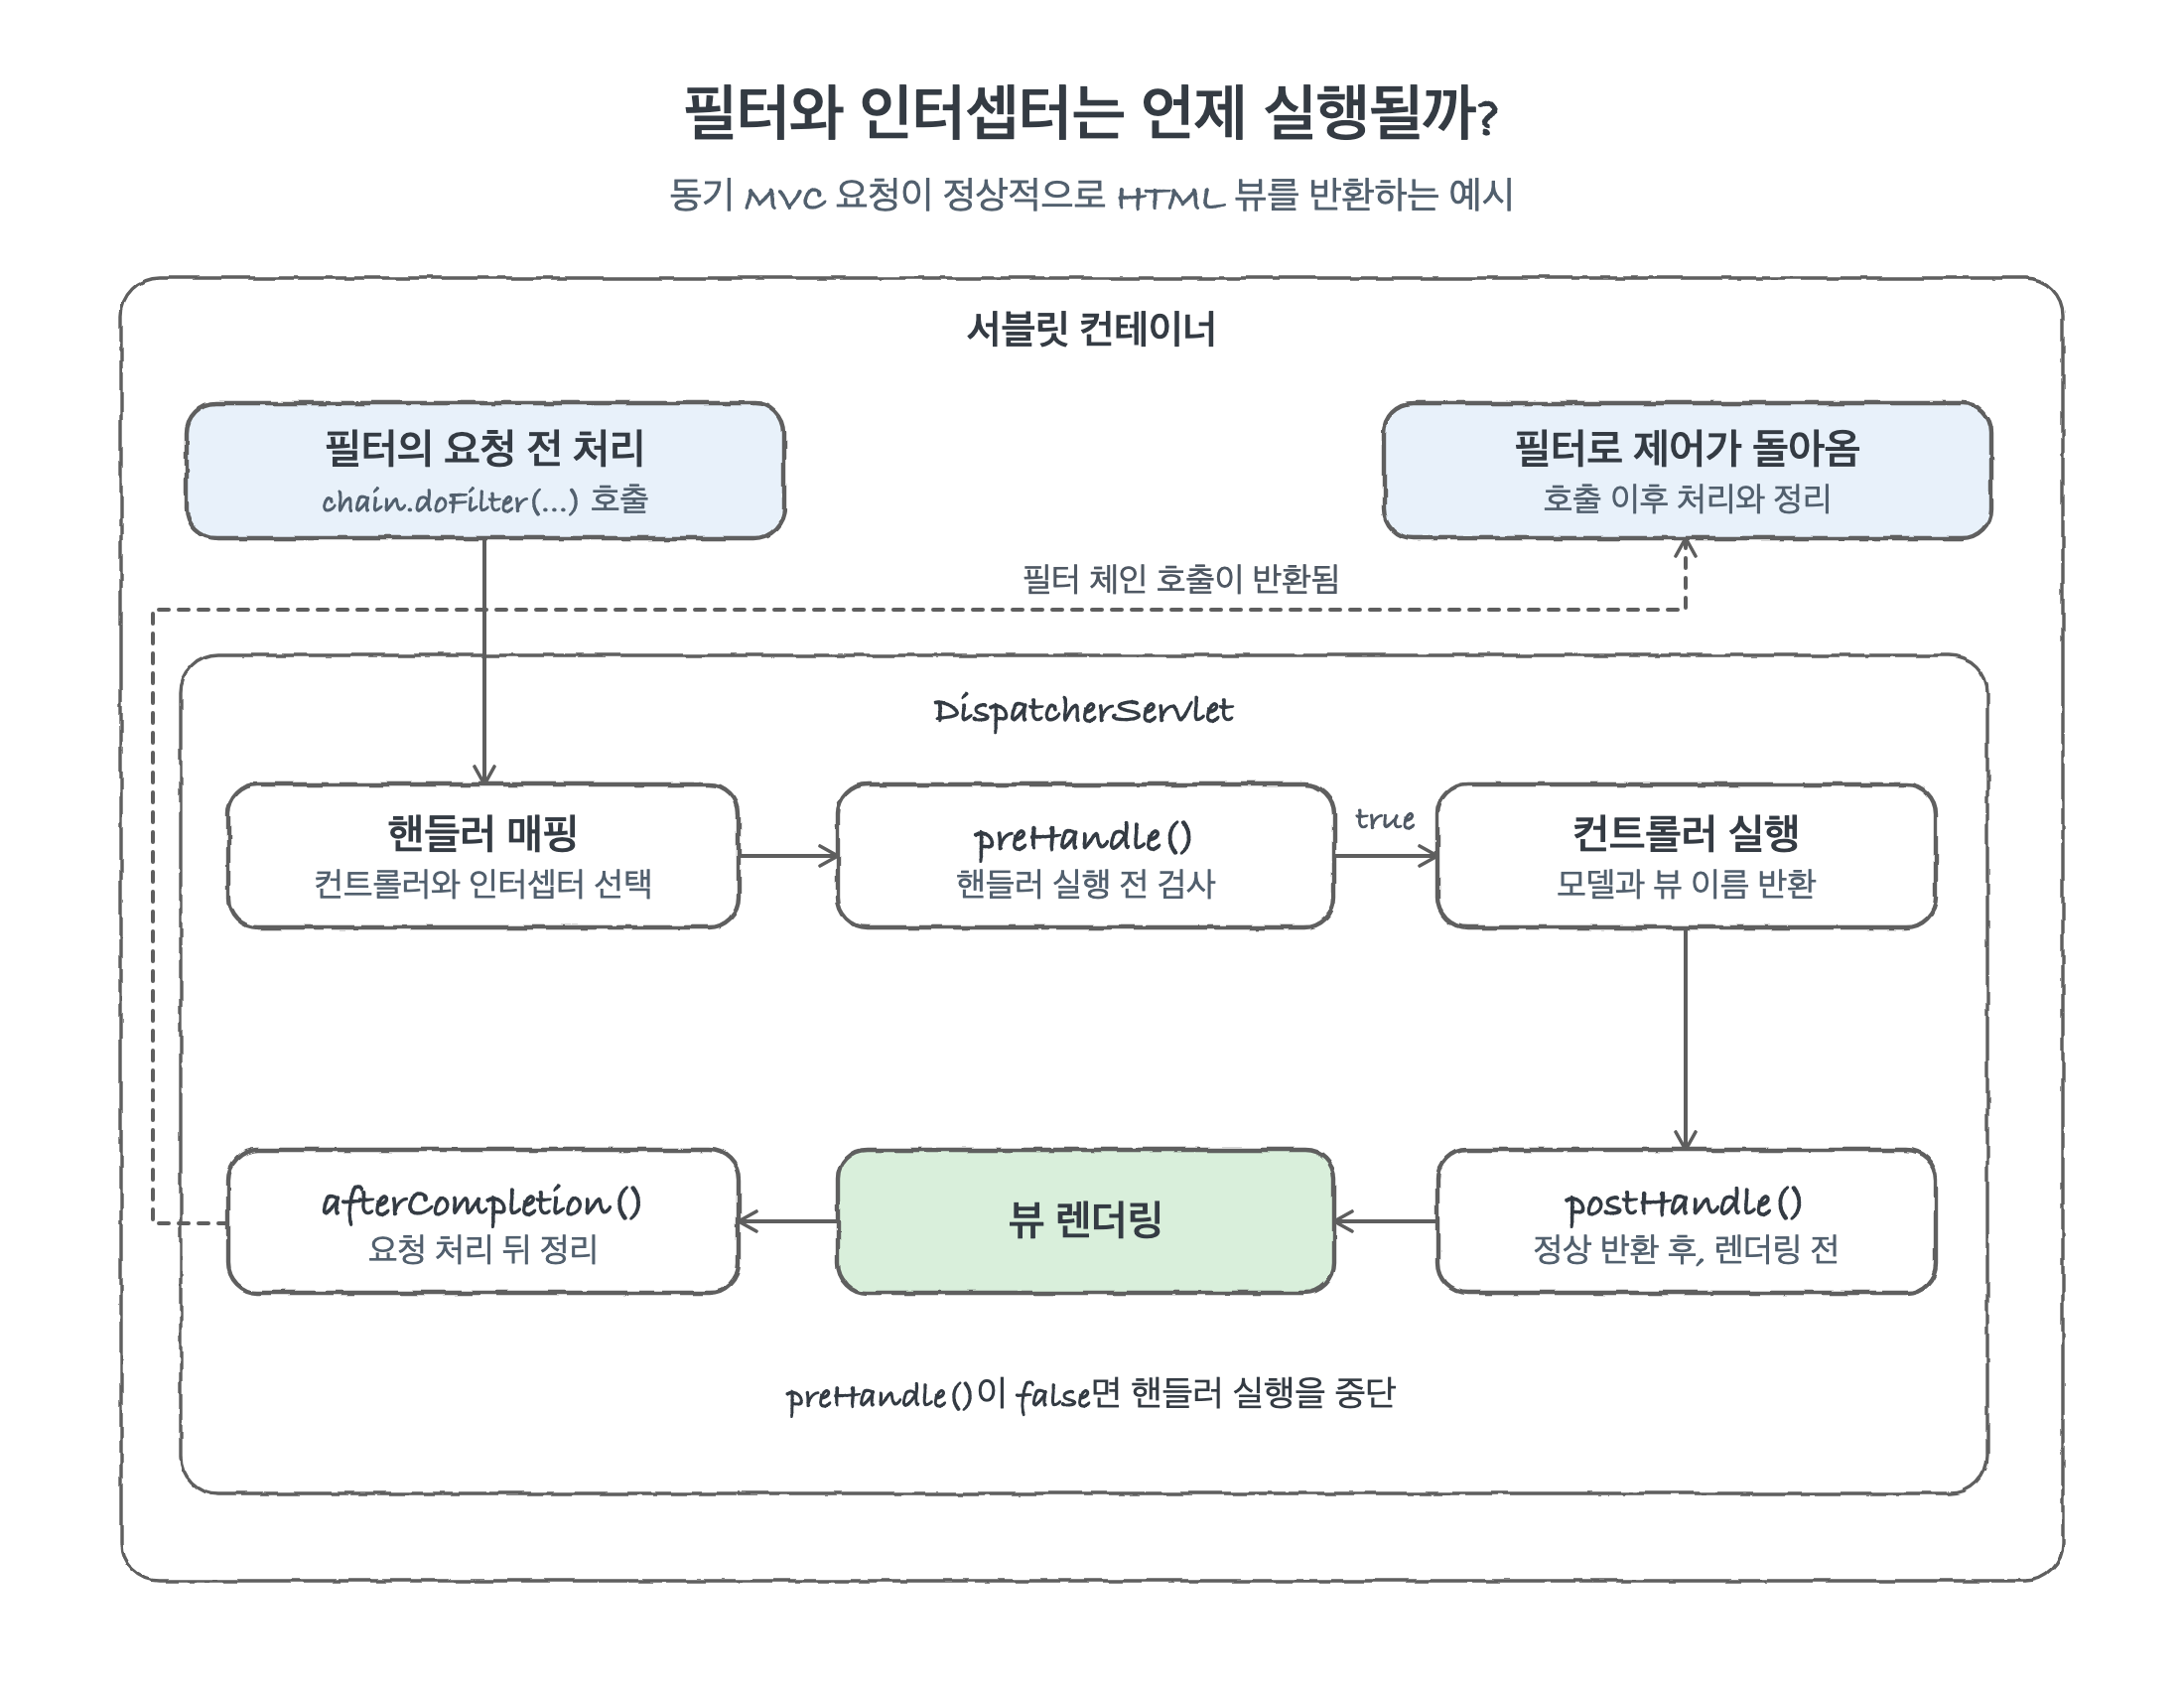 필터와 인터셉터는 언제 실행될까?
동기 MVC 요청이 정상적으로 HTML 뷰를 반환하는 예시
서블릿 컨테이너
필터의 요청 전 처리
chain.doFilter(...) 호출
필터로 제어가 돌아옴
호출 이후 처리와 정리
필터 체인 호출이 반환됨
DispatcherServlet
핸들러 매핑
컨트롤러와 인터셉터 선택
preHandle()
핸들러 실행 전 검사
true
컨트롤러 실행
모델과 뷰 이름 반환
afterCompletion()
요청 처리 뒤 정리
뷰 렌더링
postHandle()
정상 반환 후, 렌더링 전
preHandle()이 false면 핸들러 실행을 중단